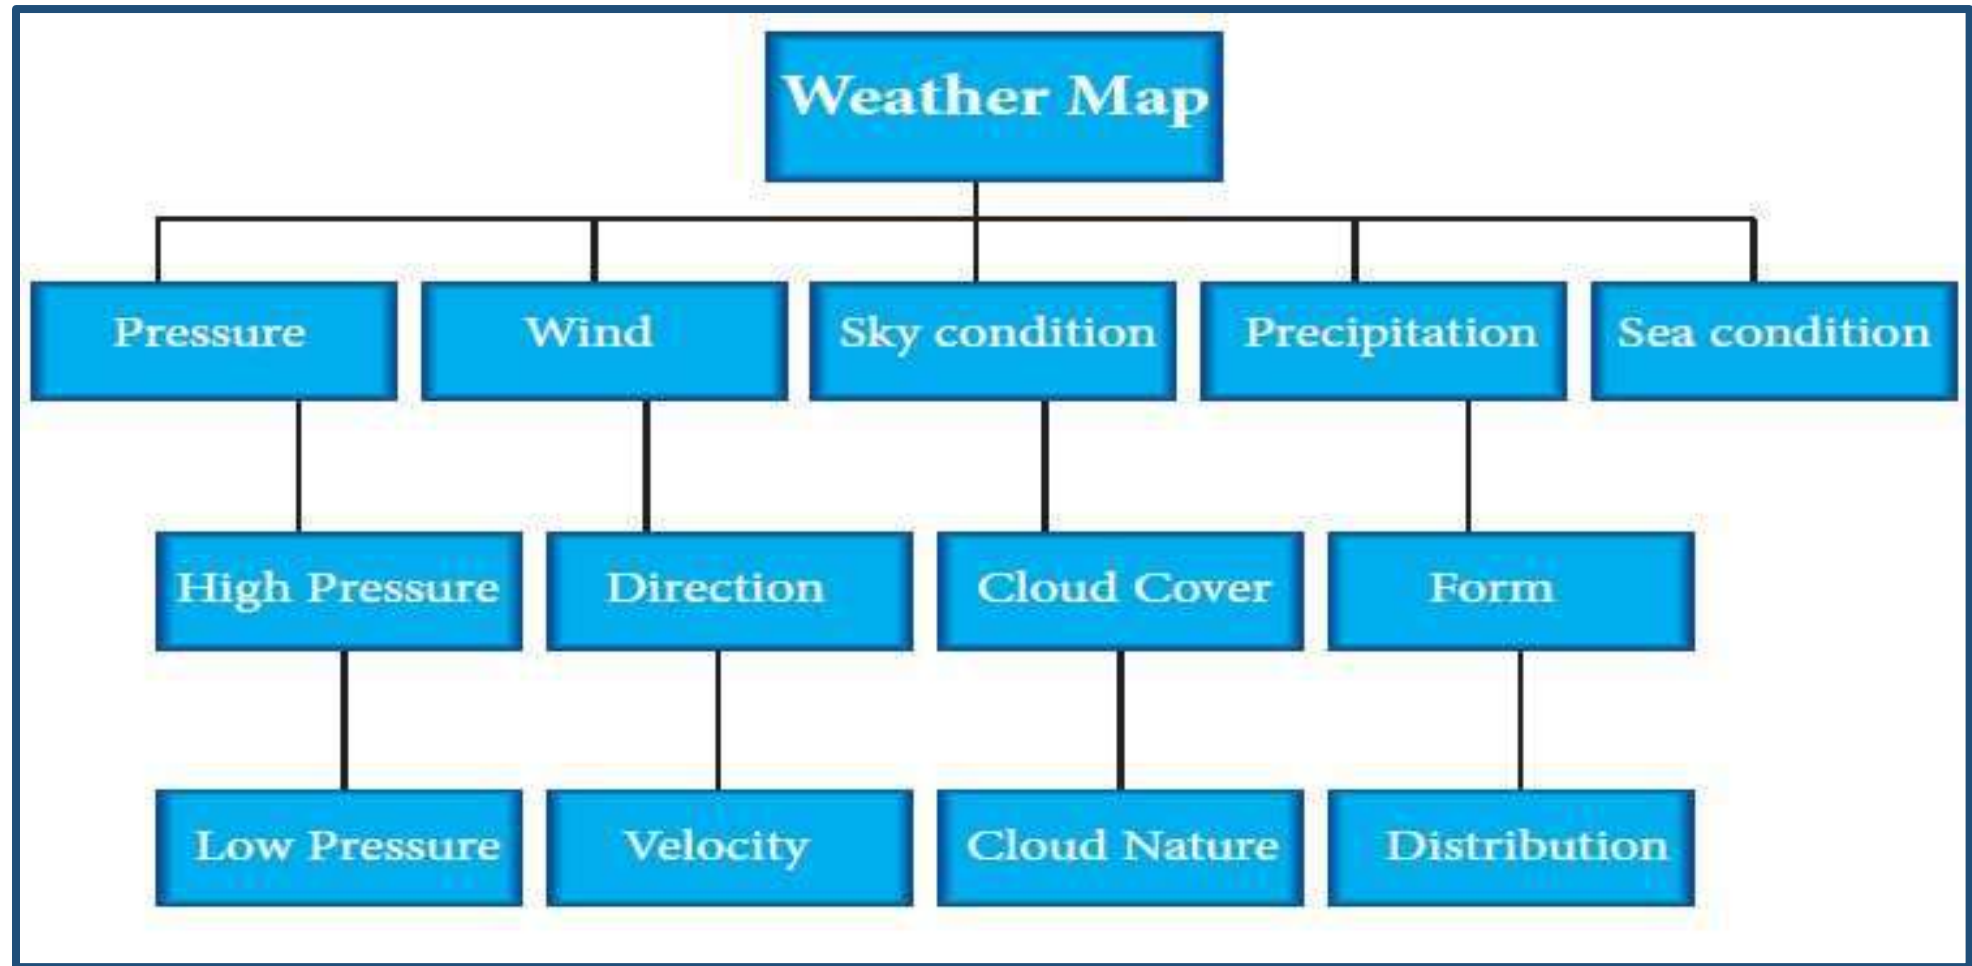 Weather Map
Pressure
Wind
Sky condition
Precipitation
Sea condition
High Pressure
Direction
Cloud Cover
Form
Low Pressure
Velocity
Cloud Nature
Distribution